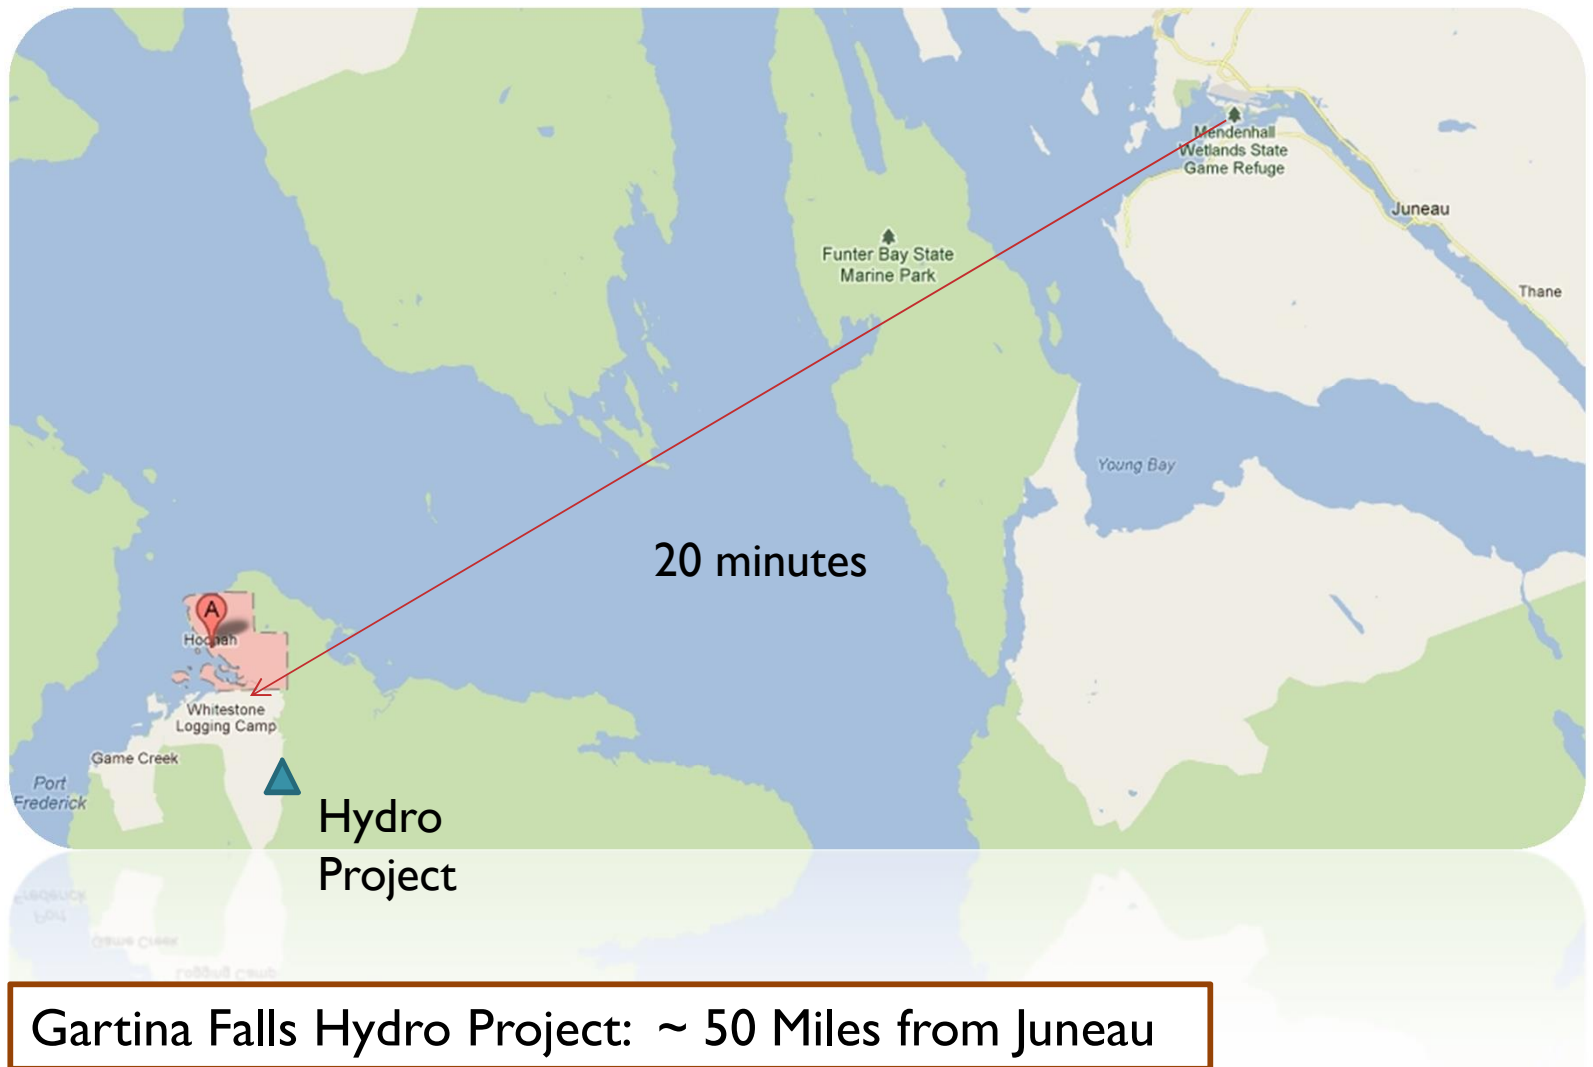 Mendenhall
Wetlands State
Game Refuge
Juneau
Funter Bay State
Marine Park
Thane
Young Bay
20 minutes
A
Hoonah
Whitestone
Logging Camp
Game Creek
Port
Frederick
Hydro
Project
Gartina Falls Hydro Project: ~ 50 Miles from Juneau